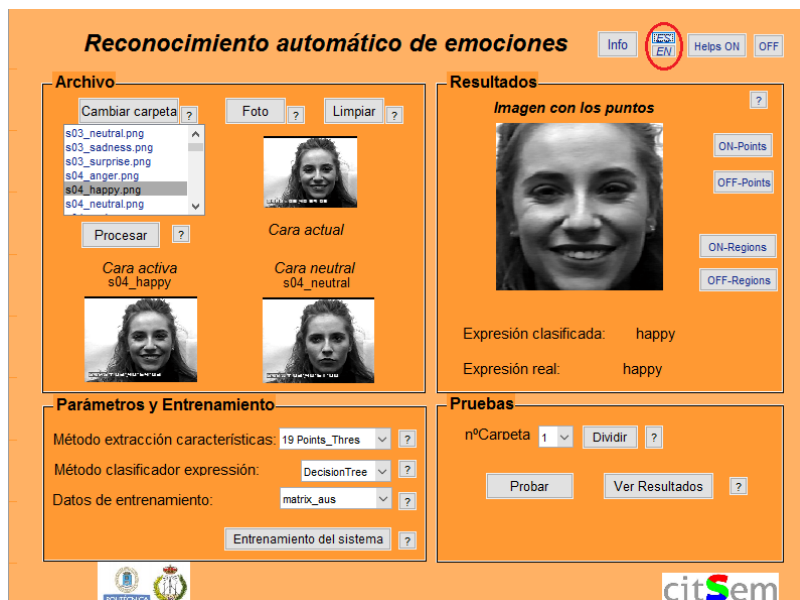 Reconocimiento automático de emociones
Info
ES
EN
Helps ON
OFF
Archivo
Cambiar carpeta
?
Foto
?
Limpiar
?
s03_neutral.png
s03_sadness.png
s03_surprise.png
s04_anger.png
s04_happy.png
s04_neutral.png
Procesar
?
Cara actual
Cara activa
s04_happy
Cara neutral
s04_neutral
Resultados
Imagen con los puntos
?
ON-Points
OFF-Points
ON-Regions
OFF-Regions
Expresión clasificada: happy
Expresión real: happy
Parámetros y Entrenamiento
Método extracción características: 19 Points_Thres
?
Método clasificador expresión: DecisionTree
?
Datos de entrenamiento: matrix_aus
?
Entrenamiento del sistema
?
Pruebas
nºCarpeta 1
Dividir
?
Probar
Ver Resultados
?
POLITÉCNICA
citSem